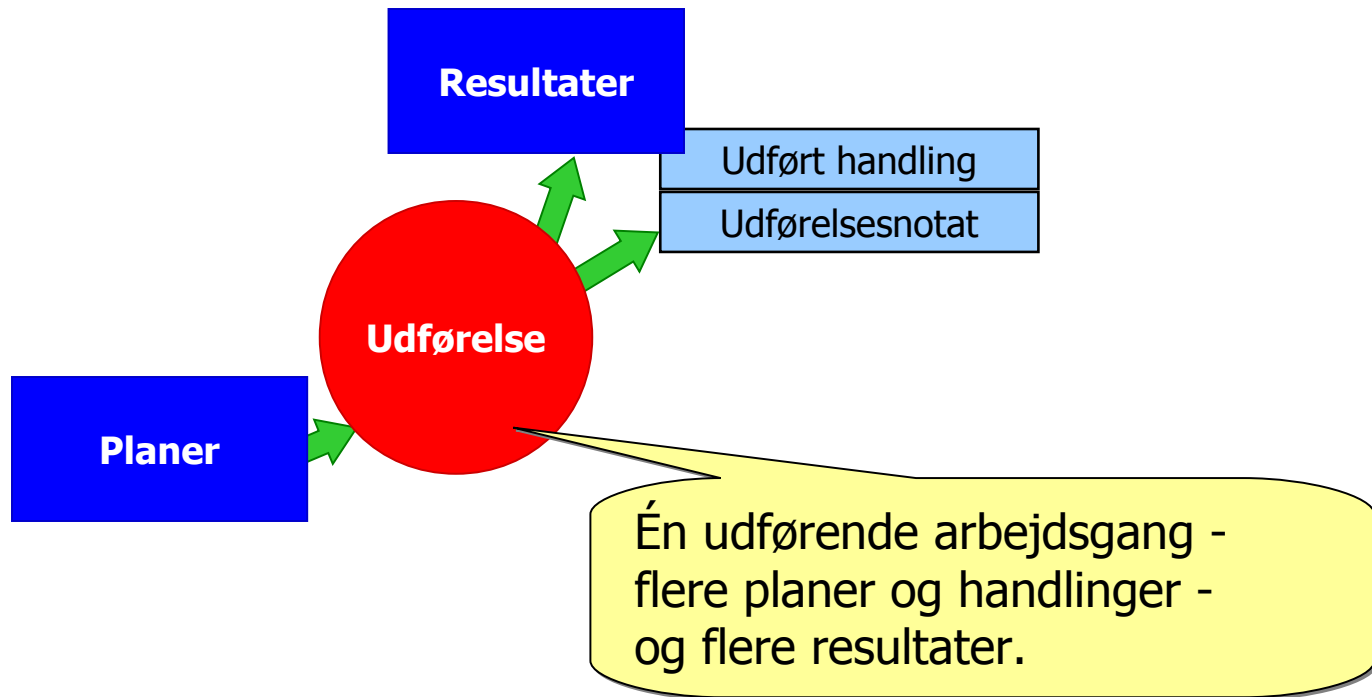 Resultater
Udført handling
Udførelsesnotat
Udførelse
Planer
Én udførende arbejdsgang -
flere planer og handlinger -
og flere resultater.